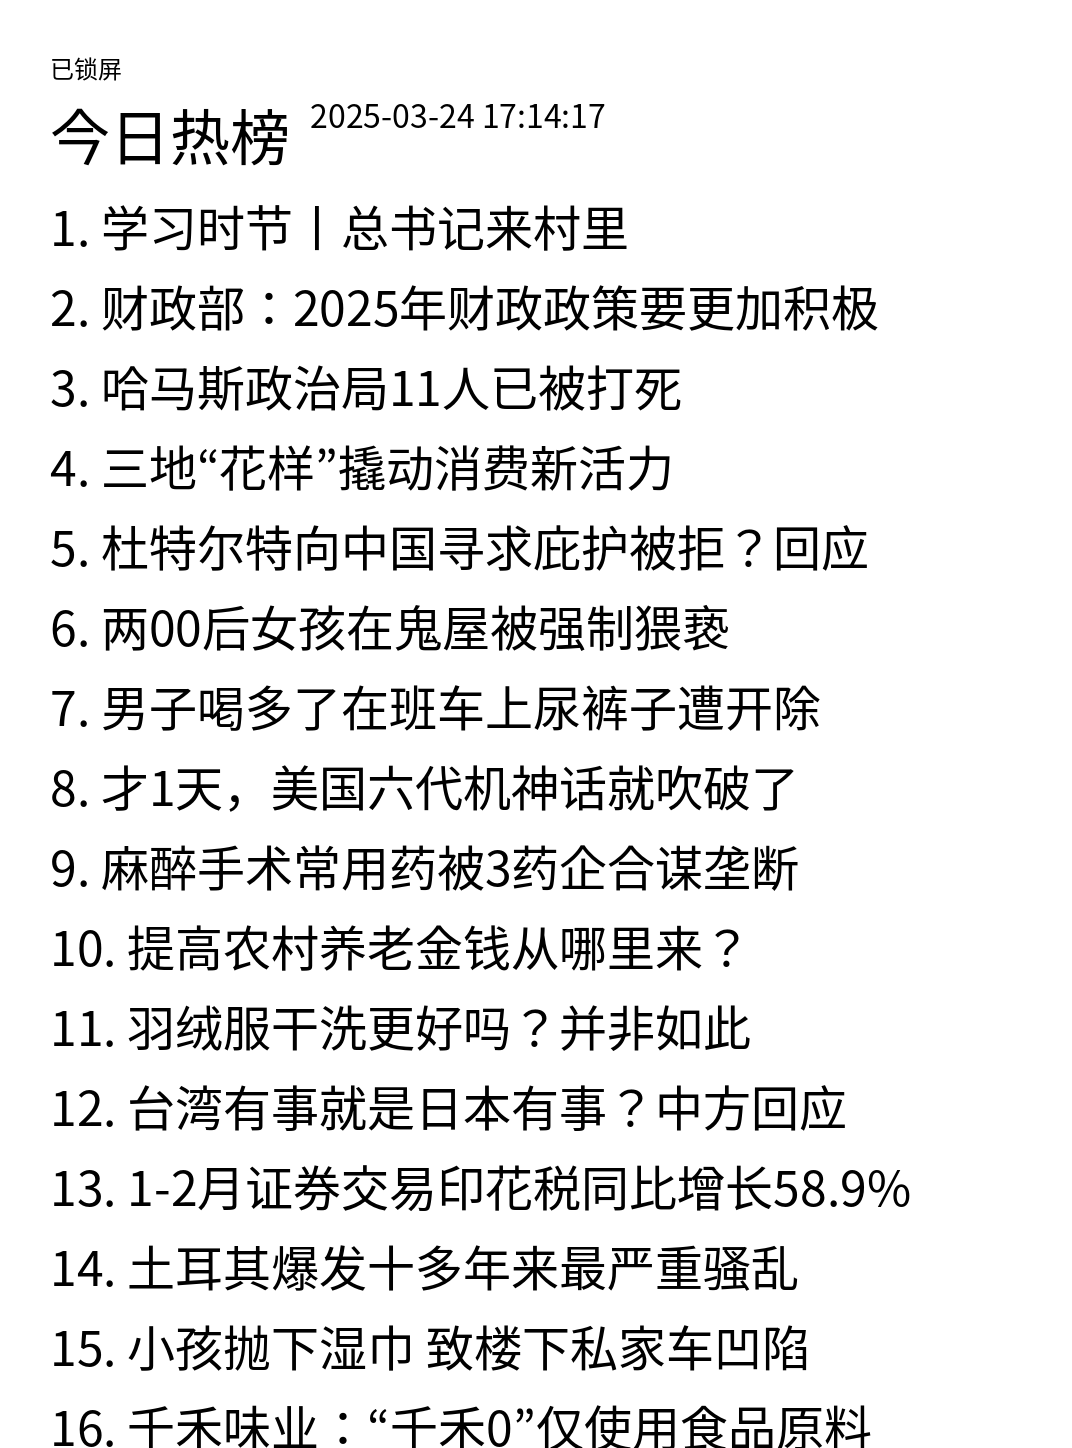 已锁屏
今日热榜 2025-03-24 17:14:17
1. 学习时节丨总书记来村里
2. 财政部：2025年财政政策要更加积极
3. 哈马斯政治局11人已被打死
4. 三地“花样”撬动消费新活力
5. 杜特尔特向中国寻求庇护被拒？回应
6. 两00后女孩在鬼屋被强制猥亵
7. 男子喝多了在班车上尿裤子遭开除
8. 才1天，美国六代机神话就吹破了
9. 麻醉手术常用药被3药企合谋垄断
10. 提高农村养老金钱从哪里来？
11. 羽绒服干洗更好吗？并非如此
12. 台湾有事就是日本有事？中方回应
13. 1-2月证券交易印花税同比增长58.9%
14. 土耳其爆发十多年来最严重骚乱
15. 小孩抛下湿巾 致楼下私家车凹陷
16. 千禾味业：“千禾0”仅使用食品原料